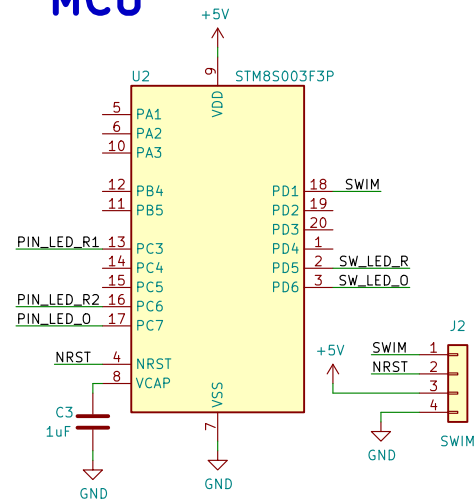 MCU
+5V
U2 STM8S003F3P
9
VDD
5 PA1
6 PA2
10 PA3
12 PB4
11 PB5
PD1 18 SWIM
PD2 19
PD3 20
PD4 1
PD5 2 SW_LED_R
PD6 3 SW_LED_O
PIN_LED_R1 13 PC3
14 PC4
15 PC5
PIN_LED_R2 16 PC6
PIN_LED_O 17 PC7
NRST 4 NRST
8 VCAP
VSS
7
GND
C3
1uF
GND
J2
SWIM 1
NRST 2
+5V 3
4
GND
SWIM